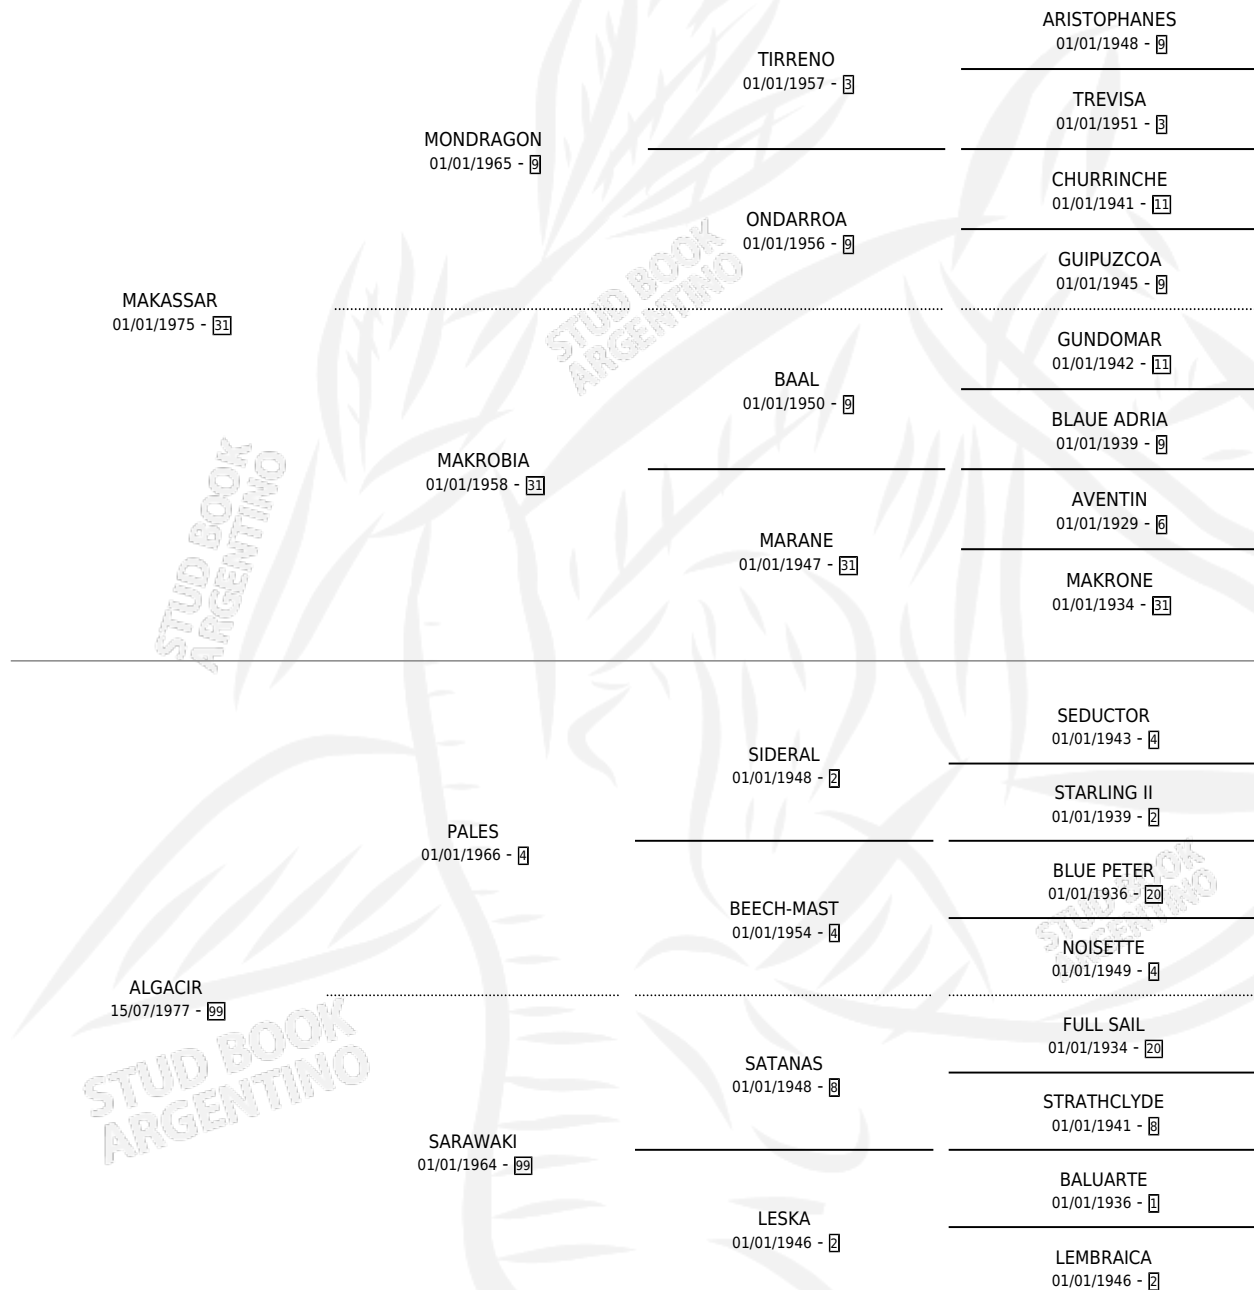 ARISTOPHANES
01/01/1948 - 9
TIRRENO
01/01/1957 - 3
TREVISA
01/01/1951 - 3
MONDRAGON
01/01/1965 - 9
CHURRINCHE
01/01/1941 - 11
ONDARROA
01/01/1956 - 9
GUIPUZCOA
01/01/1945 - 9
MAKASSAR
01/01/1975 - 31
GUNDOMAR
01/01/1942 - 11
BAAL
01/01/1950 - 9
BLAUE ADRIA
01/01/1939 - 9
MAKROBIA
01/01/1958 - 31
AVENTIN
01/01/1929 - 6
MARANE
01/01/1947 - 31
MAKRONE
01/01/1934 - 31
SEDUCTOR
01/01/1943 - 4
SIDERAL
01/01/1948 - 2
STARLING II
01/01/1939 - 2
PALES
01/01/1966 - 4
BLUE PETER
01/01/1936 - 20
BEECH-MAST
01/01/1954 - 4
NOISETTE
01/01/1949 - 4
ALGACIR
15/07/1977 - 99
FULL SAIL
01/01/1934 - 20
SATANAS
01/01/1948 - 8
STRATHCLYDE
01/01/1941 - 8
SARAWAKI
01/01/1964 - 99
BALUARTE
01/01/1936 - 1
LESKA
01/01/1946 - 2
LEMBRAICA
01/01/1946 - 2
STUD BOOK
ARGENTINO
STUD BOOK
ARGENTINO
STUD BOOK
ARGENTINO
STUD BOOK
ARGENTINO